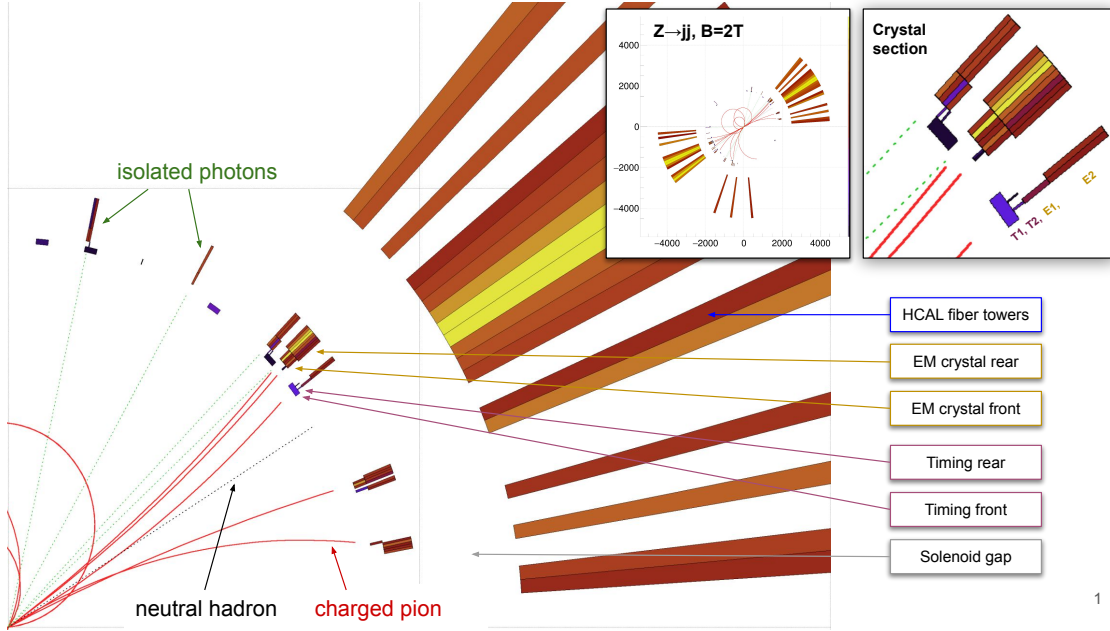 Z→jj, B=2T
4000
2000
0
−2000
−4000
−4000
−2000
0
2000
4000
Crystal
section
E2
T1, T2, E1,
isolated photons
HCAL fiber towers
EM crystal rear
EM crystal front
Timing rear
Timing front
Solenoid gap
neutral hadron
charged pion
1